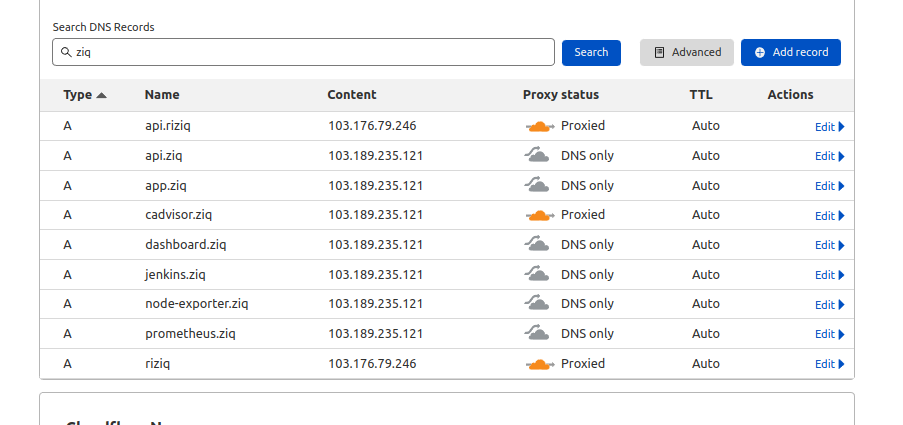 Search DNS Records
ziq
Search
Advanced
Add record
Type Name Content Proxy status TTL Actions
A api.riziq 103.176.79.246 Proxied Auto Edit
A api.ziq 103.189.235.121 DNS only Auto Edit
A app.ziq 103.189.235.121 DNS only Auto Edit
A cadvisor.ziq 103.189.235.121 Proxied Auto Edit
A dashboard.ziq 103.189.235.121 DNS only Auto Edit
A jenkins.ziq 103.189.235.121 DNS only Auto Edit
A node-exporter.ziq 103.189.235.121 DNS only Auto Edit
A prometheus.ziq 103.189.235.121 DNS only Auto Edit
A riziq 103.176.79.246 Proxied Auto Edit